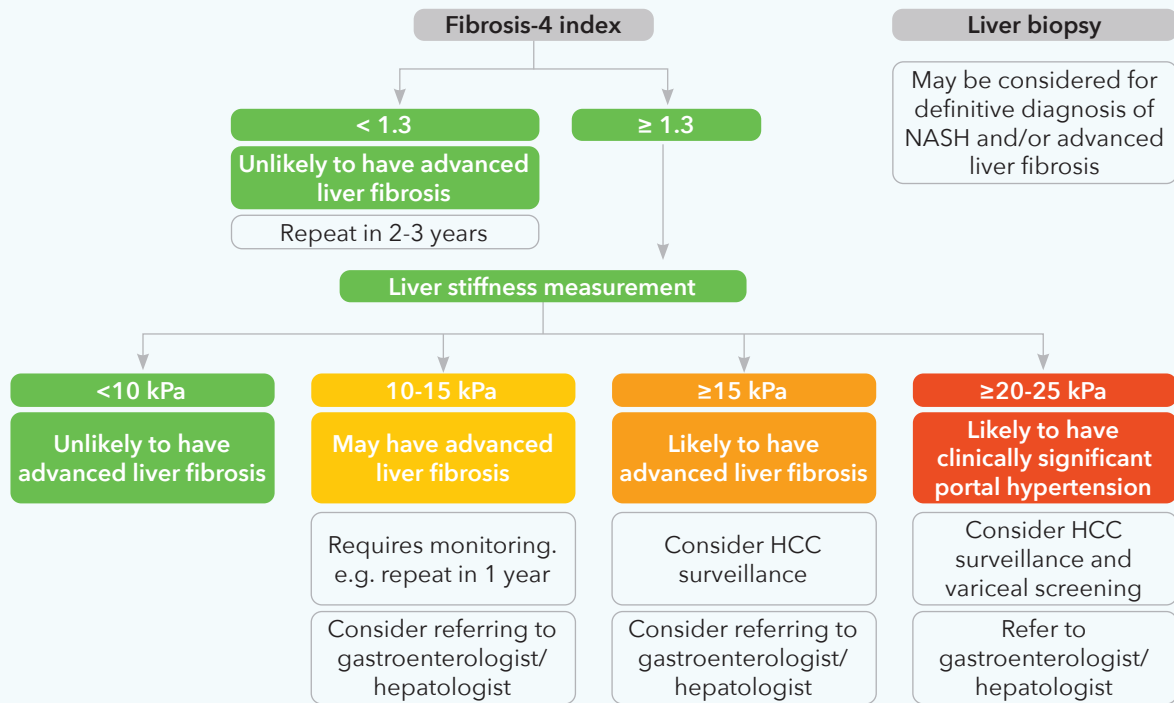 Fibrosis-4 index
Liver biopsy
May be considered for
definitive diagnosis of
NASH and/or advanced
liver fibrosis
< 1.3
Unlikely to have advanced
liver fibrosis
Repeat in 2-3 years
≥ 1.3
Liver stiffness measurement
<10 kPa
Unlikely to have
advanced liver fibrosis
10-15 kPa
May have advanced
liver fibrosis
Requires monitoring.
e.g. repeat in 1 year
Consider referring to
gastroenterologist/
hepatologist
≥15 kPa
Likely to have
advanced liver fibrosis
Consider HCC
surveillance
Consider referring to
gastroenterologist/
hepatologist
≥20-25 kPa
Likely to have
clinically significant
portal hypertension
Consider HCC
surveillance and
variceal screening
Refer to
gastroenterologist/
hepatologist